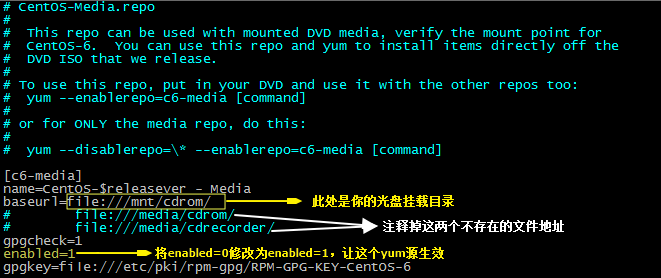 # CentOS-Media.repo
#
#  This repo can be used with mounted DVD media, verify the mount point for
#  CentOS-6.  You can use this repo and yum to install items directly off the
#  DVD ISO that we release.
#
# To use this repo, put in your DVD and use it with the other repos too:
#  yum --enablerepo=c6-media [command]
#
# or for ONLY the media repo, do this:
#
#  yum --disablerepo=\* --enablerepo=c6-media [command]

[c6-media]
name=CentOS-$releasever - Media
baseurl=file:///mnt/cdrom/ 此处是你的光盘挂载目录
#       file:///media/cdrom/
#       file:///media/cdrecorder/ 注释掉这两个不存在的文件地址
gpgcheck=1
enabled=1 将enabled=0修改为enabled=1，让这个yum源生效
gpgkey=file:///etc/pki/rpm-gpg/RPM-GPG-KEY-CentOS-6